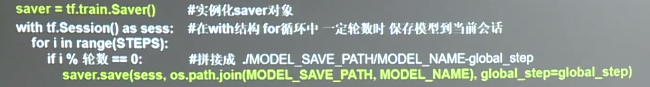 saver = tf.train.Saver() #实例化saver对象
with tf.Session() as sess: #在with结构 for循环中 一定轮数时 保存模型到当前会话
for i in range(STEPS):
if i % 轮数 == 0: #拼接成 ./MODEL_SAVE_PATH/MODEL_NAME-global_step
saver.save(sess, os.path.join(MODEL_SAVE_PATH, MODEL_NAME), global_step=global_step)